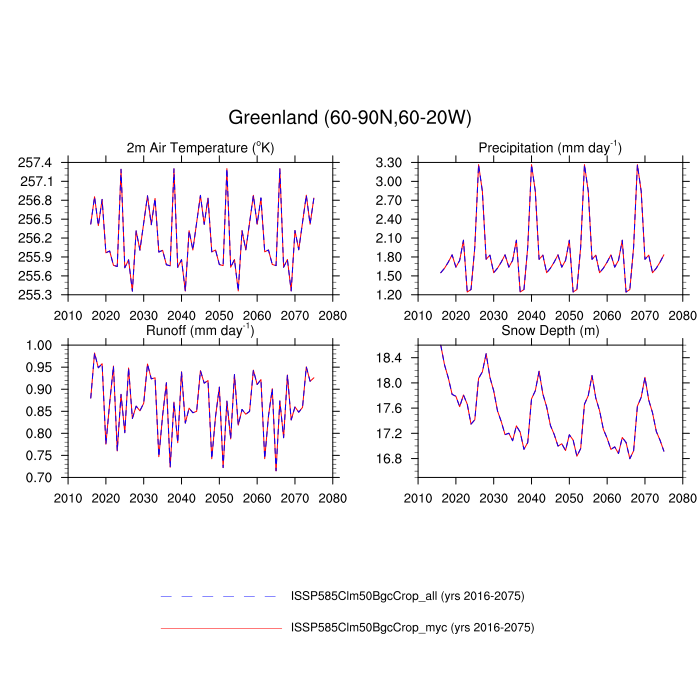 Greenland (60-90N,60-20W)
2m Air Temperature (°K)
Precipitation (mm day⁻¹)
257.4
257.1
256.8
256.5
256.2
255.9
255.6
255.3
3.30
3.00
2.70
2.40
2.10
1.80
1.50
1.20
2010 2020 2030 2040 2050 2060 2070 2080
2010 2020 2030 2040 2050 2060 2070 2080
Runoff (mm day⁻¹)
Snow Depth (m)
1.00
0.95
0.90
0.85
0.80
0.75
0.70
18.4
18.0
17.6
17.2
16.8
2010 2020 2030 2040 2050 2060 2070 2080
2010 2020 2030 2040 2050 2060 2070 2080
ISSP585Clm50BgcCrop_all (yrs 2016-2075)
ISSP585Clm50BgcCrop_myc (yrs 2016-2075)